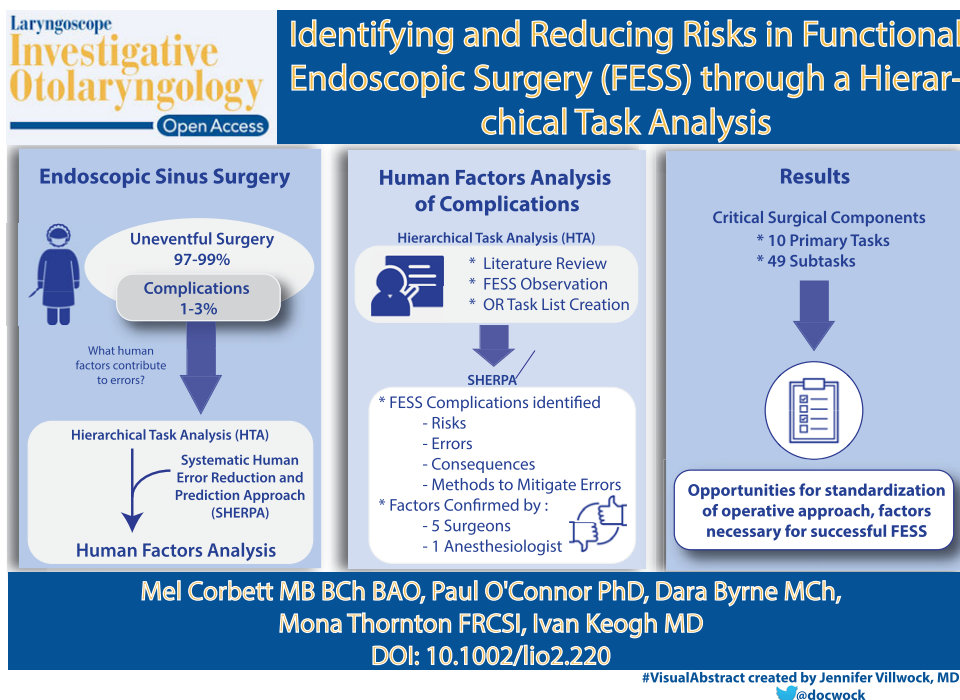 Laryngoscope
Investigative
Otolaryngology
Open Access
Identifying and Reducing Risks in Functional
Endoscopic Surgery (FESS) through a Hierar-
chical Task Analysis
Endoscopic Sinus Surgery
Uneventful Surgery
97-99%
Complications
1-3%
What human
factors contribute
to errors?
Hierarchical Task Analysis (HTA)
Systematic Human
Error Reduction and
Prediction Approach
(SHERPA)
Human Factors Analysis
Human Factors Analysis
of Complications
Hierarchical Task Analysis (HTA)
* Literature Review
* FESS Observation
* OR Task List Creation
SHERPA
* FESS Complications identified
- Risks
- Errors
- Consequences
- Methods to Mitigate Errors
* Factors Confirmed by :
- 5 Surgeons
- 1 Anesthesiologist
Results
Critical Surgical Components
* 10 Primary Tasks
* 49 Subtasks
Opportunities for standardization
of operative approach, factors
necessary for successful FESS
Mel Corbett MB BCh BAO, Paul O'Connor PhD, Dara Byrne MCh,
Mona Thornton FRCSI, Ivan Keogh MD
DOI: 10.1002/lio2.220
#VisualAbstract created by Jennifer Villwock, MD
@docwock